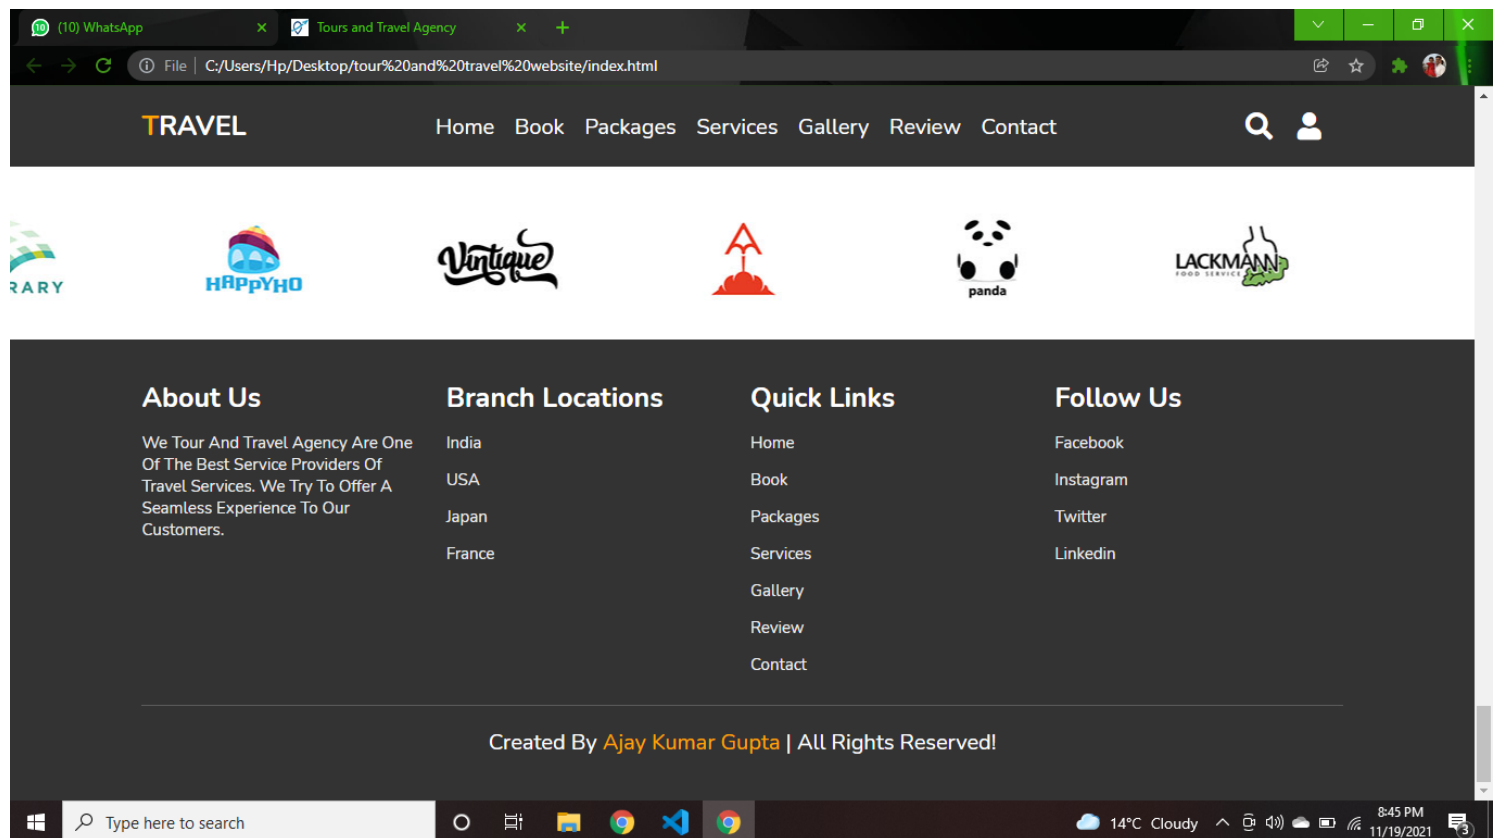 10
(10) WhatsApp
Tours and Travel Agency
File
C:/Users/Hp/Desktop/tour%20and%20travel%20website/index.html
TRAVEL
Home Book Packages Services Gallery Review Contact
RARY
HAPPYHO
Vintique
panda
LACKMANN
FOOD SERVICE
About Us
We Tour And Travel Agency Are One
Of The Best Service Providers Of
Travel Services. We Try To Offer A
Seamless Experience To Our
Customers.
Branch Locations
India
USA
Japan
France
Quick Links
Home
Book
Packages
Services
Gallery
Review
Contact
Follow Us
Facebook
Instagram
Twitter
Linkedin
Created By Ajay Kumar Gupta | All Rights Reserved!
Type here to search
14°C Cloudy
8:45 PM
11/19/2021
3